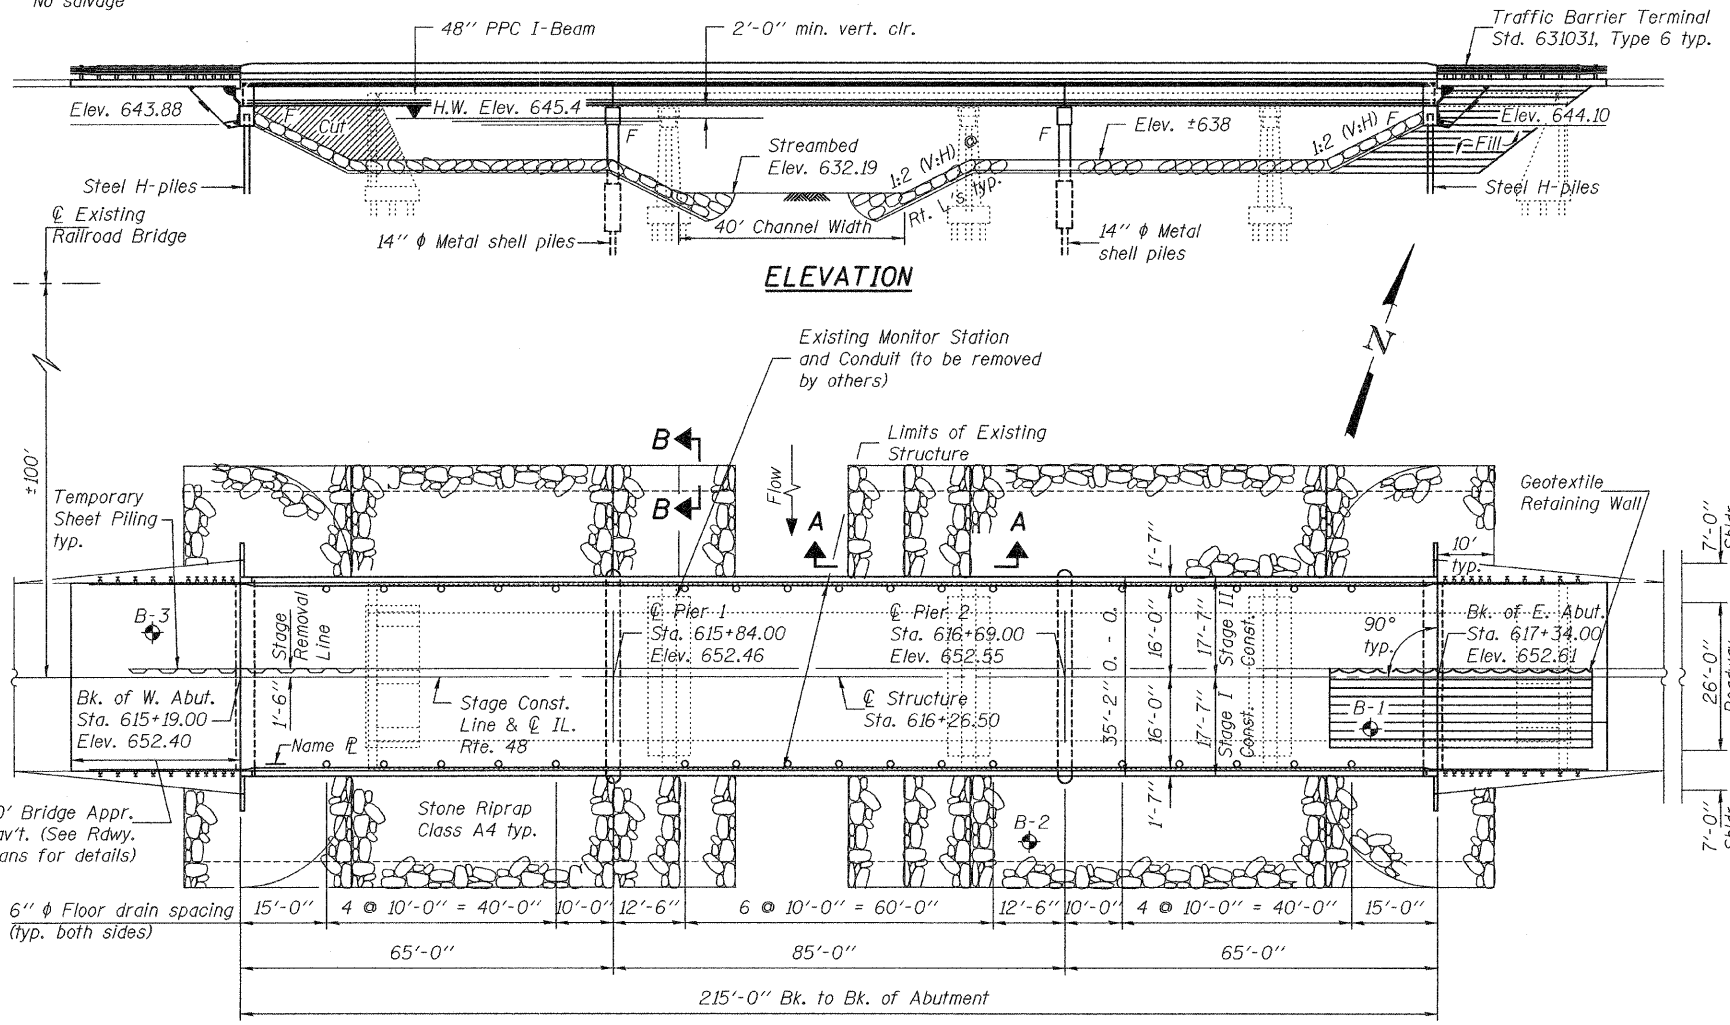 No salvage
48" PPC I-Beam
2'-0" min. vert. clr.
Traffic Barrier Terminal
Std. 631031, Type 6 typ.
Elev. 643.88
F
Cut
H.W. Elev. 645.4
F
Streambed
Elev. 632.19
1:2 (V:H)
@
Rt. L's typ.
F
Elev. ±638
1:2 (V:H)
F
Elev. 644.10
Fill
Steel H-piles
Steel H-piles
℄ Existing
Railroad Bridge
14" ϕ Metal shell piles
40' Channel Width
14" ϕ Metal
shell piles
ELEVATION
N
Existing Monitor Station
and Conduit (to be removed
by others)
±100'
B
B
Flow
Limits of Existing
Structure
A
A
Temporary
Sheet Piling
typ.
Geotextile
Retaining Wall
10'
typ.
7'-0"
Shldr.
1'-7"
B-3
Stage
Removal
Line
℄ Pier 1
Sta. 615+84.00
Elev. 652.46
℄ Pier 2
Sta. 616+69.00
Elev. 652.55
16'-0"
17'-7"
Stage II
Const.
90°
typ.
Bk. of E. Abut.
Sta. 617+34.00
Elev. 652.61
Bk. of W. Abut.
Sta. 615+19.00
Elev. 652.40
1'-6"
Stage Const.
Line & ℄ IL.
Rte. 48
℄ Structure
Sta. 616+26.50
35'-2" O. - O.
16'-0"
17'-7"
Stage I
Const.
B-1
26'-0"
Name ℄
0' Bridge Appr.
av't. (See Rdwy.
ans for details)
Stone Riprap
Class A4 typ.
B-2
1'-7"
7'-0"
Shldr.
6" ϕ Floor drain spacing
(typ. both sides)
15'-0"
4 @ 10'-0" = 40'-0"
10'-0"
12'-6"
6 @ 10'-0" = 60'-0"
12'-6"
10'-0"
4 @ 10'-0" = 40'-0"
15'-0"
65'-0"
85'-0"
65'-0"
215'-0" Bk. to Bk. of Abutment